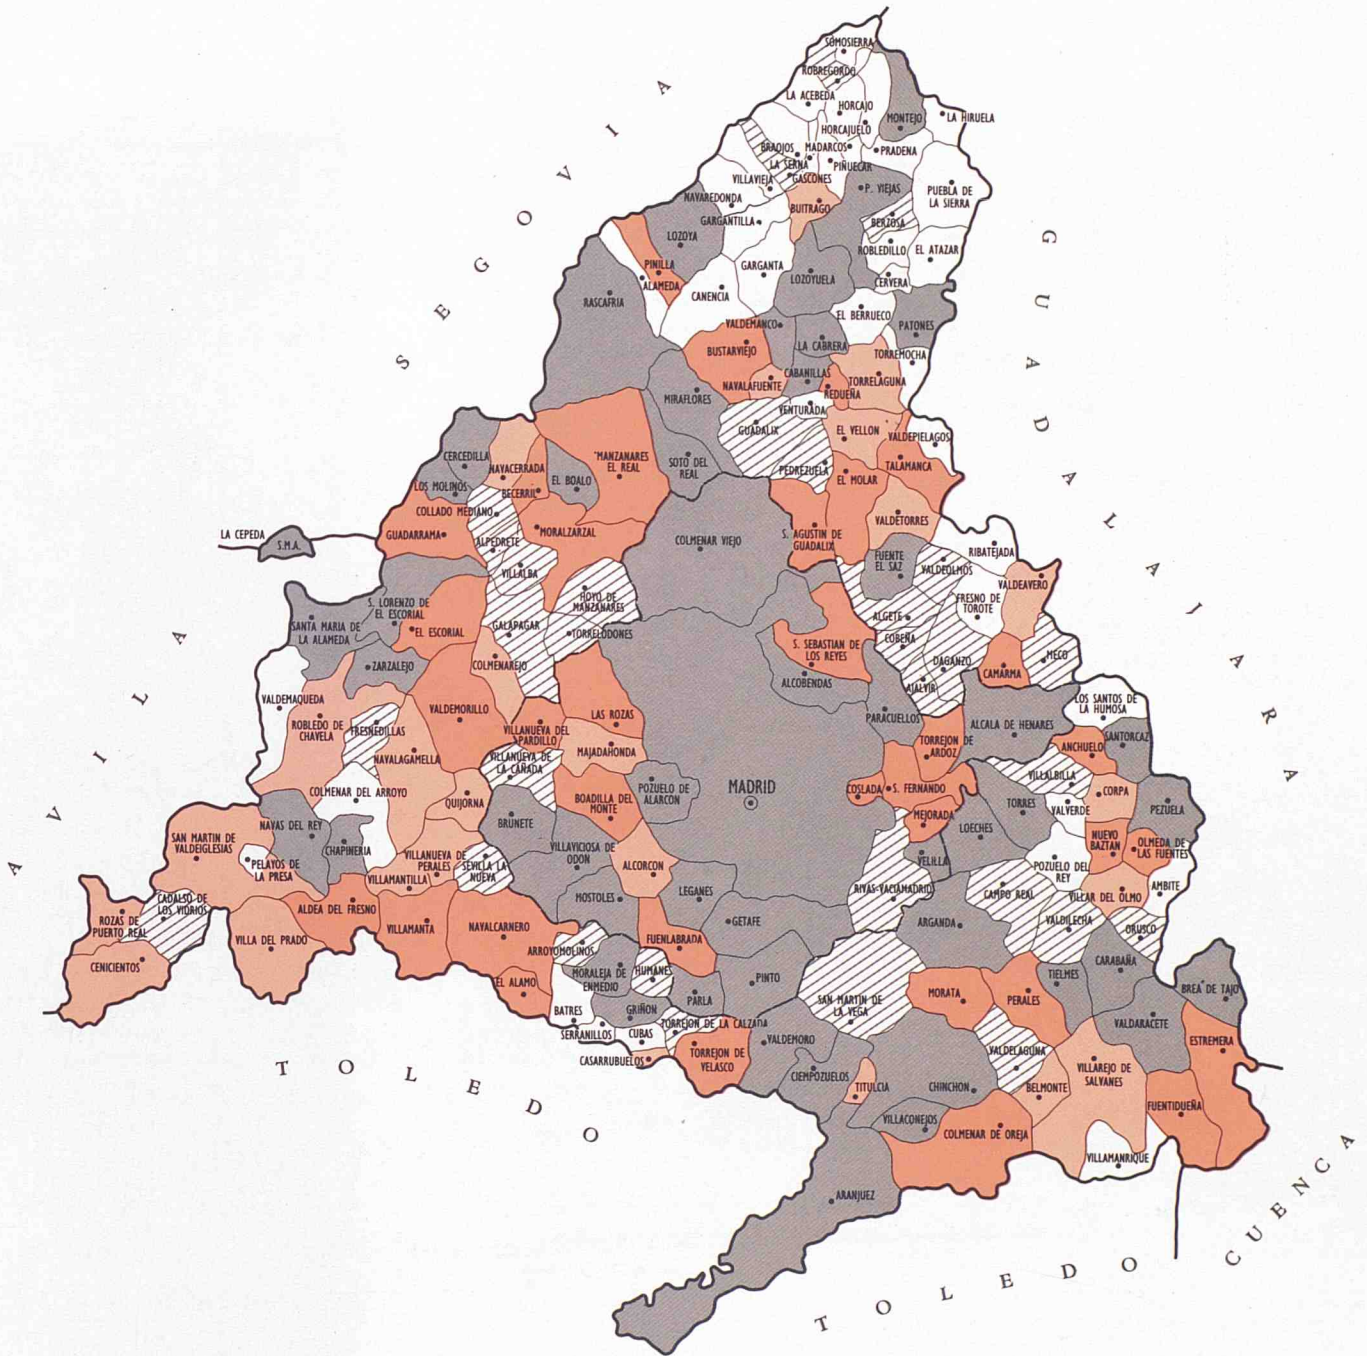 SOMOSIERRA
ROBREGORDO
LA ACEBEDA
HORCAJO
HORCAJUELO
MONTEJO
LA HIRUELA
BRAOJOS
MADARCOS
PRADENA
LA SERNA
PIÑUECAR
GASCONES
VILLAVIEJA
P. VIEJAS
PUEBLA DE
LA SIERRA
NAVAREDONDA
BUITRAGO
GARGANTILLA
BERZOSA
LOZOYA
ROBLEDILLO
EL ATAZAR
PINILLA
ALAMEDA
GARGANTA
LOZOYUELA
CERVERA
RASCAFRIA
CANENCIA
EL BERRUECO
VALDEMANCO
PATONES
BUSTARVIEJO
LA CABRERA
TORREMOCHA
NAVALAFUENTE
CABANILLAS
TORRELAGUNA
REDUEÑA
MIRAFLORES
VENTURADA
GUADALIX
EL VELLON
VALDEPIELAGOS
CERCEDILLA
NAVACERRADA
MANZANARES
EL REAL
SOTO DEL
REAL
PEDREZUELA
TALAMANCA
LOS MOLINOS
BECERRIL
EL BOALO
EL MOLAR
COLLADO MEDIANO
GUADARRAMA
MORALZARZAL
S. AGUSTIN DE
GUADALIX
VALDETORRES
LA CEPEDA
S.M.A.
ALPEDRETE
COLMENAR VIEJO
FUENTE
EL SAZ
RIBATEJADA
VILLALBA
VALDEOLMOS
VALDEAVERO
HOYO DE
MANZANARES
FRESNO DE
TOROTE
S. LORENZO DE
EL ESCORIAL
SANTA MARIA DE
LA ALAMEDA
EL ESCORIAL
GALAPAGAR
TORRELODONES
ALGETE
COBEÑA
S. SEBASTIAN DE
LOS REYES
ZARZALEJO
COLMENAREJO
ALCOBENDAS
DAGANZO
CAMARMA
MECO
AJALVIR
VALDEMAQUEDA
ROBLEDO DE
CHAVELA
FRESNEDILLAS
VALDEMORILLO
LAS ROZAS
PARACUELLOS
ALCALA DE HENARES
LOS SANTOS DE
LA HUMOSA
VILLANUEVA DEL
PARDILLO
MAJADAHONDA
TORREJON DE
ARDOZ
ANCHUELO
SANTORCAZ
NAVALAGAMELLA
VILLANUEVA DE
LA CAÑADA
VILLALBILLA
COLMENAR DEL ARROYO
QUIJORNA
BOADILLA DEL
MONTE
POZUELO DE
ALARCON
MADRID
COSLADA
S. FERNANDO
CORPA
VALVERDE
PEZUELA
TORRES
NAVAS DEL REY
BRUNETE
MEJORADA
LOECHES
NUEVO
BAZTAN
OLMEDA DE
LAS FUENTES
SAN MARTIN DE
VALDEIGLESIAS
CHAPINERIA
VILLANUEVA DE
PERALES
SEVILLA LA
NUEVA
VILLAVICIOSA DE
ODON
VELILLA
PELAYOS DE
LA PRESA
VILLAMANTILLA
ALCORCON
POZUELO DEL
REY
CADALSO DE
LOS VIDRIOS
MOSTOLES
LEGANES
RIVAS-VACIAMADRID
CAMPO REAL
VILLAR DEL OLMO
AMBITE
ROZAS DE
PUERTO REAL
ALDEA DEL FRESNO
VILLAMANTA
NAVALCARNERO
GETAFE
ARGANDA
VALDILECHA
ORUSCO
VILLA DEL PRADO
FUENLABRADA
ARROYOMOLINOS
CENICIENTOS
MORALEJA DE
ENMEDIO
HUMANES
PINTO
TIELMES
CARABAÑA
EL ALAMO
PARLA
SAN MARTIN DE
LA VEGA
MORATA
PERALES
BREA DE TAJO
BATRES
GRIÑON
VALDARACETE
SERRANILLOS
CUBAS
TORREJON DE LA CALZADA
VALDEMORO
VALDELAGUNA
ESTREMERA
CASARRUBUELOS
TORREJON DE
VELASCO
CIEMPOZUELOS
TITULCIA
CHINCHON
BELMONTE
VILLAREJO DE
SALVANES
VILLACONEJOS
COLMENAR DE OREJA
FUENTIDUEÑA
VILLAMANRIQUE
ARANJUEZ
SEGOVIA
GUADALAJARA
AVILA
TOLEDO
TOLEDO
CUENCA